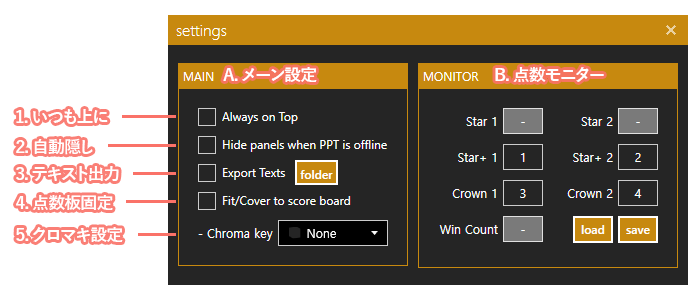 settings
MAIN A. メーン設定
MONITOR B. 点数モニター
1. いつも上に
Always on Top
2. 自動隠し
Hide panels when PPT is offline
3. テキスト出力
Export Texts folder
4. 点数板固定
Fit/Cover to score board
5. クロマキ設定
- Chroma key None
Star 1 - Star 2 -
Star+ 1 1 Star+ 2 2
Crown 1 3 Crown 2 4
Win Count - load save